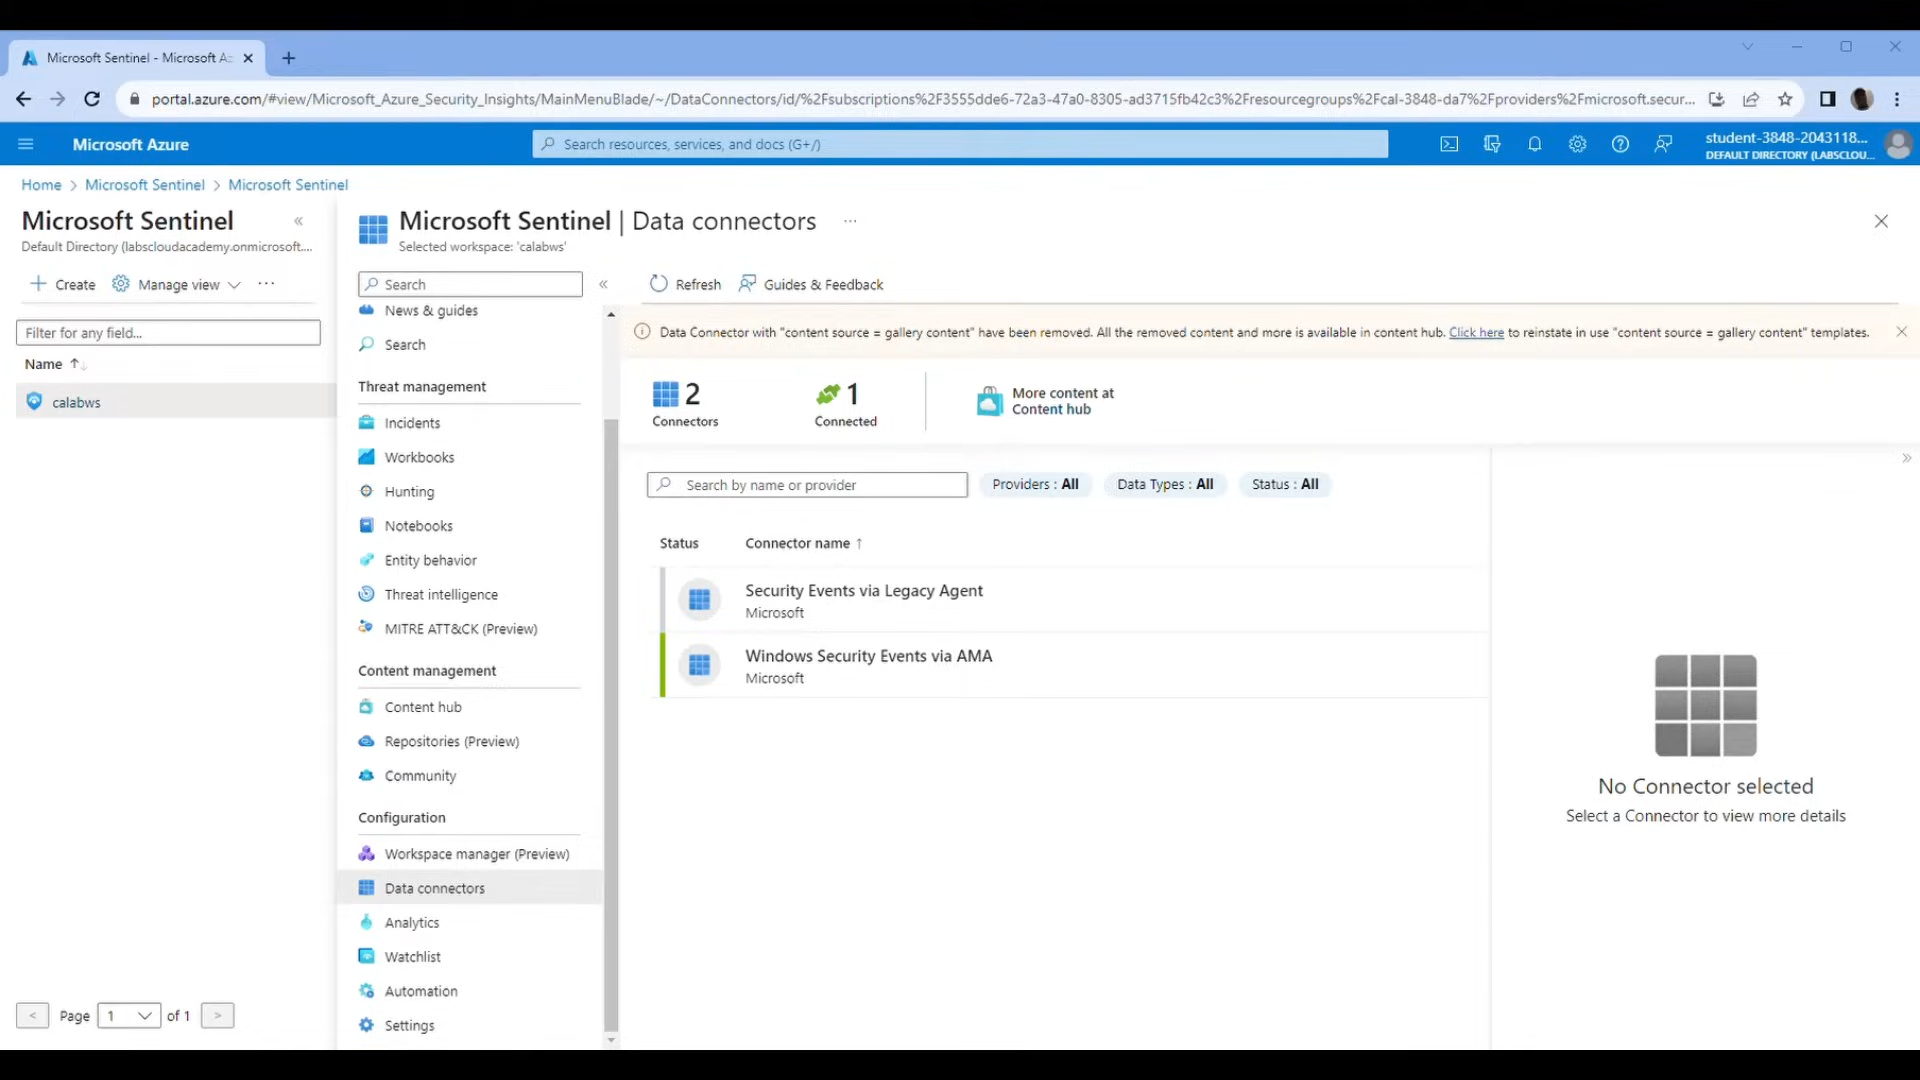 Microsoft Sentinel - Microsoft Az
portal.azure.com/#view/Microsoft_Azure_Security_Insights/MainMenuBlade/~/DataConnectors/id/%2Fsubscriptions%2F3555dde6-72a3-47a0-8305-ad3715fb42c3%2Fresourcegroups%2Fcal-3848-da7%2Fproviders%2Fmicrosoft.secur...
Microsoft Azure
Search resources, services, and docs (G+/)
student-3848-2043118...
DEFAULT DIRECTORY (LABSCLOU...
Home > Microsoft Sentinel > Microsoft Sentinel
Microsoft Sentinel
Default Directory (labscloudacademy.onmicrosoft....
+ Create
Manage view
...
Filter for any field...
Name ↑↓
calabws
< Page 1 of 1 >
Microsoft Sentinel | Data connectors ...
Selected workspace: 'calabws'
Search
News & guides
Search
Threat management
Incidents
Workbooks
Hunting
Notebooks
Entity behavior
Threat intelligence
MITRE ATT&CK (Preview)
Content management
Content hub
Repositories (Preview)
Community
Configuration
Workspace manager (Preview)
Data connectors
Analytics
Watchlist
Automation
Settings
Refresh
Guides & Feedback
Data Connector with "content source = gallery content" have been removed. All the removed content and more is available in content hub. Click here to reinstate in use "content source = gallery content" templates.
2
Connectors
1
Connected
More content at
Content hub
Search by name or provider
Providers : All
Data Types : All
Status : All
Status
Connector name ↑
Security Events via Legacy Agent
Microsoft
Windows Security Events via AMA
Microsoft
No Connector selected
Select a Connector to view more details